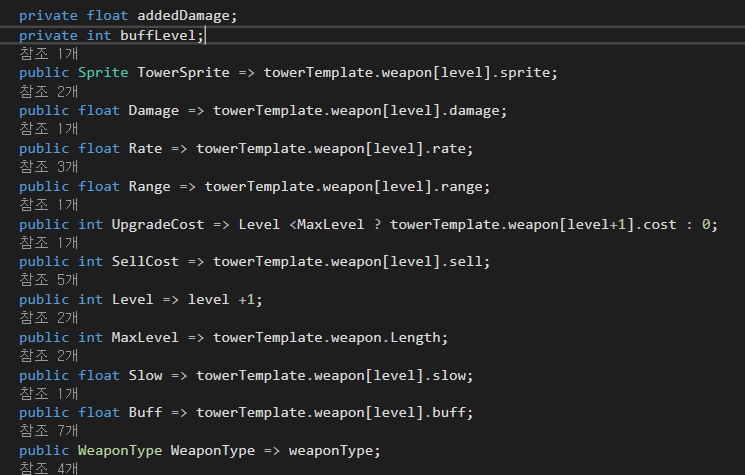 private float addedDamage;
private int buffLevel;
참조 1개
public Sprite TowerSprite => towerTemplate.weapon[level].sprite;
참조 2개
public float Damage => towerTemplate.weapon[level].damage;
참조 1개
public float Rate => towerTemplate.weapon[level].rate;
참조 3개
public float Range => towerTemplate.weapon[level].range;
참조 1개
public int UpgradeCost => Level <MaxLevel ? towerTemplate.weapon[level+1].cost : 0;
참조 1개
public int SellCost => towerTemplate.weapon[level].sell;
참조 5개
public int Level => level +1;
참조 2개
public int MaxLevel => towerTemplate.weapon.Length;
참조 2개
public float Slow => towerTemplate.weapon[level].slow;
참조 1개
public float Buff => towerTemplate.weapon[level].buff;
참조 7개
public WeaponType WeaponType => weaponType;
참조 4개